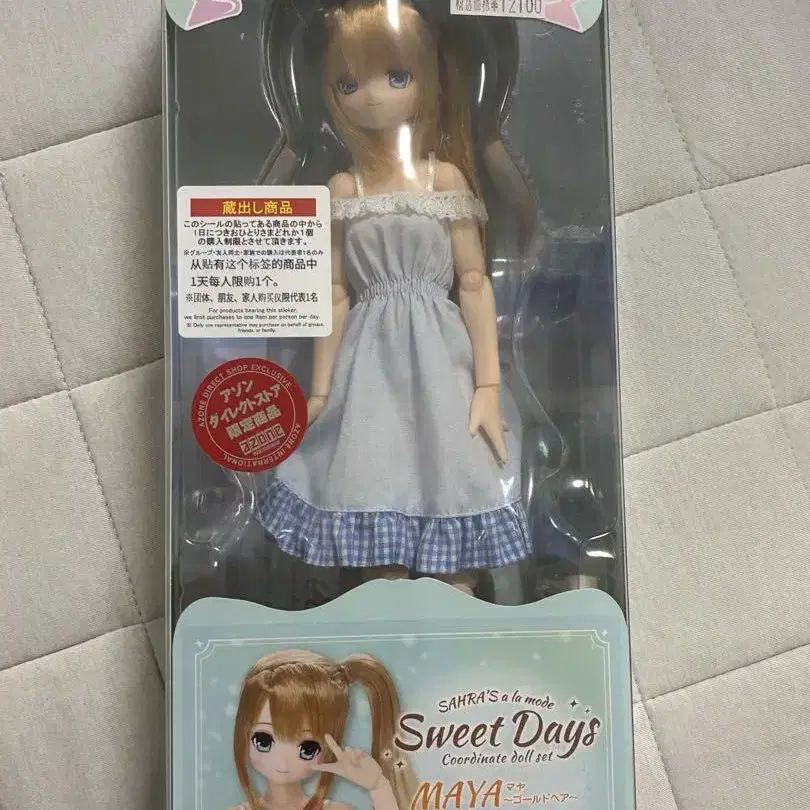 税込価格¥12100
蔵出し商品
このシールの貼ってある商品の中から
1日につきおひとりさまどれか1個
の購入制限とさせて頂きます。
※グループ・友人同士・家族での購入は代表者1名のみ
从贴有这个标签的商品中
1天每人限购1个。
※团体、朋友、家人购买仅限代表1名
For products bearing this sticker,
we limit purchases to one item per person per day.
※ Only one representative may purchase on behalf of groups,
friends, or family.
AZONE DIRECT SHOP EXCLUSIVE
アゾン
ダイレクトストア
限定商品
AZONE
INTERNATIONAL
AZONE INTERNATIONAL
SAHRA'S a la mode
Sweet Days
Coordinate doll set
MAYA マヤ
～ゴールドヘア～